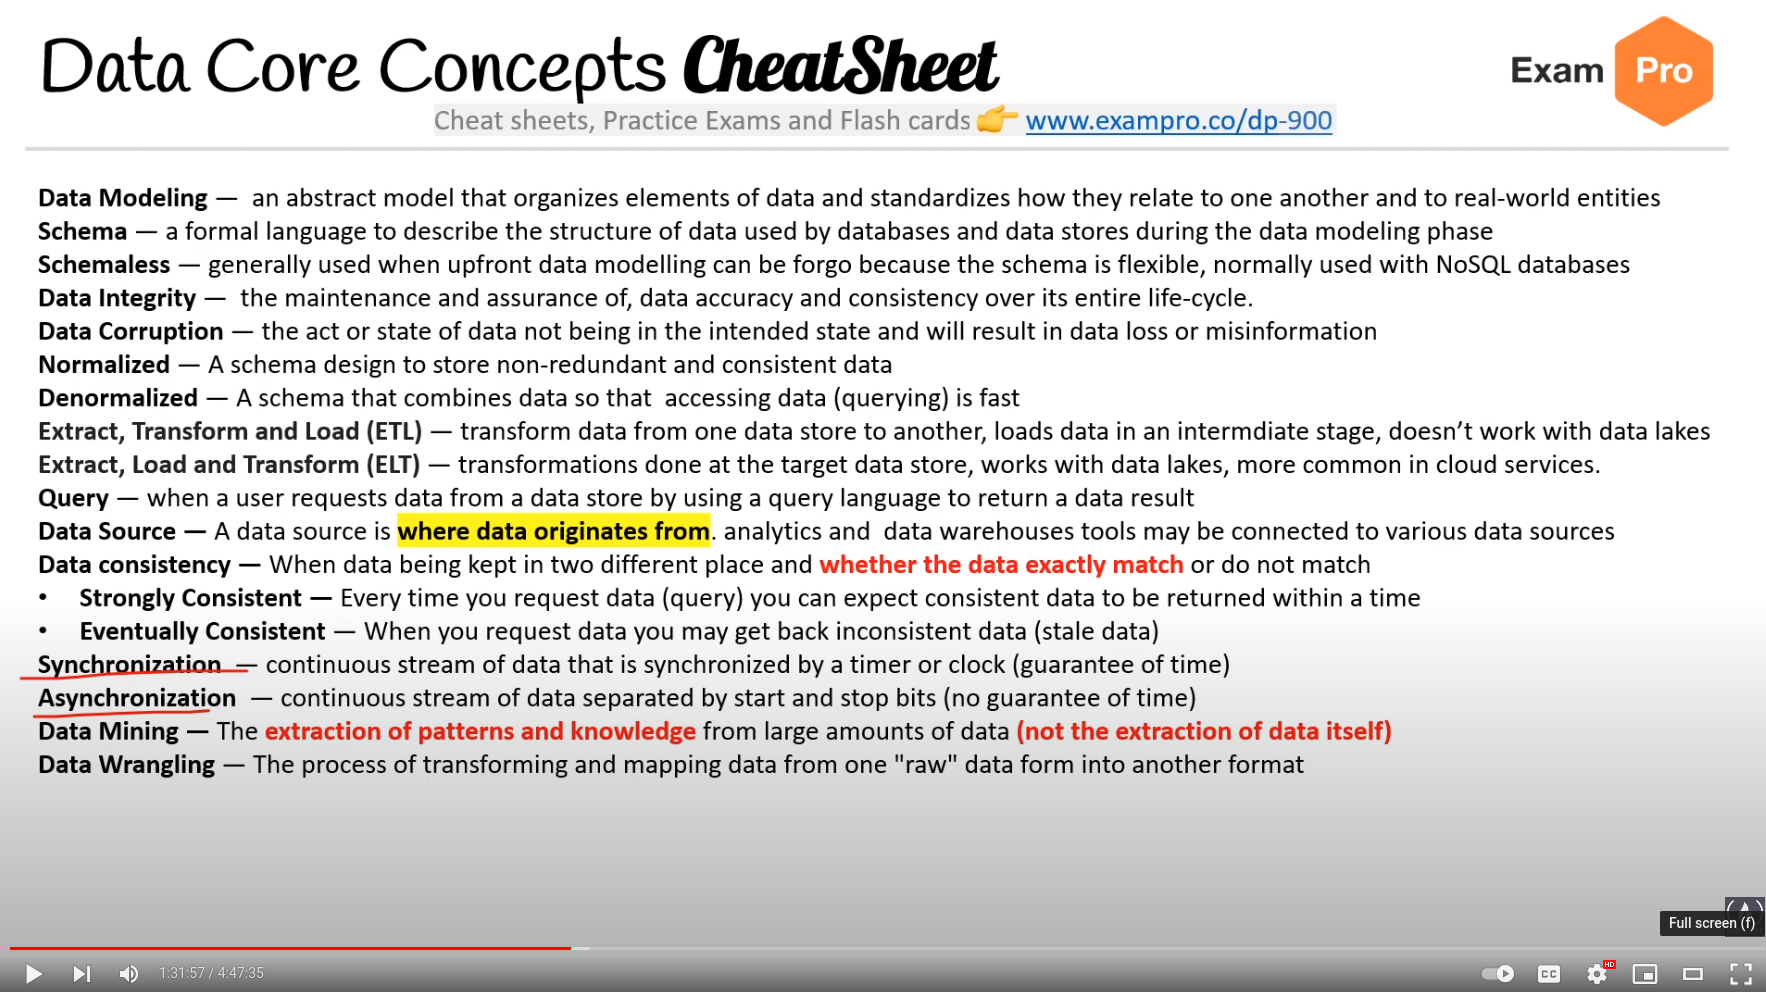 Data Core Concepts CheatSheet
Exam Pro
Cheat sheets, Practice Exams and Flash cards 👉 www.exampro.co/dp-900
Data Modeling —  an abstract model that organizes elements of data and standardizes how they relate to one another and to real-world entities
Schema — a formal language to describe the structure of data used by databases and data stores during the data modeling phase
Schemaless — generally used when upfront data modelling can be forgo because the schema is flexible, normally used with NoSQL databases
Data Integrity —  the maintenance and assurance of, data accuracy and consistency over its entire life-cycle.
Data Corruption — the act or state of data not being in the intended state and will result in data loss or misinformation
Normalized — A schema design to store non-redundant and consistent data
Denormalized — A schema that combines data so that  accessing data (querying) is fast
Extract, Transform and Load (ETL) — transform data from one data store to another, loads data in an intermdiate stage, doesn’t work with data lakes
Extract, Load and Transform (ELT) — transformations done at the target data store, works with data lakes, more common in cloud services.
Query — when a user requests data from a data store by using a query language to return a data result
Data Source — A data source is where data originates from. analytics and  data warehouses tools may be connected to various data sources
Data consistency — When data being kept in two different place and whether the data exactly match or do not match
• Strongly Consistent — Every time you request data (query) you can expect consistent data to be returned within a time
• Eventually Consistent — When you request data you may get back inconsistent data (stale data)
Synchronization  — continuous stream of data that is synchronized by a timer or clock (guarantee of time)
Asynchronization  — continuous stream of data separated by start and stop bits (no guarantee of time)
Data Mining — The extraction of patterns and knowledge from large amounts of data (not the extraction of data itself)
Data Wrangling — The process of transforming and mapping data from one "raw" data form into another format
Full screen (f)
1:31:57 / 4:47:35
CC
HD